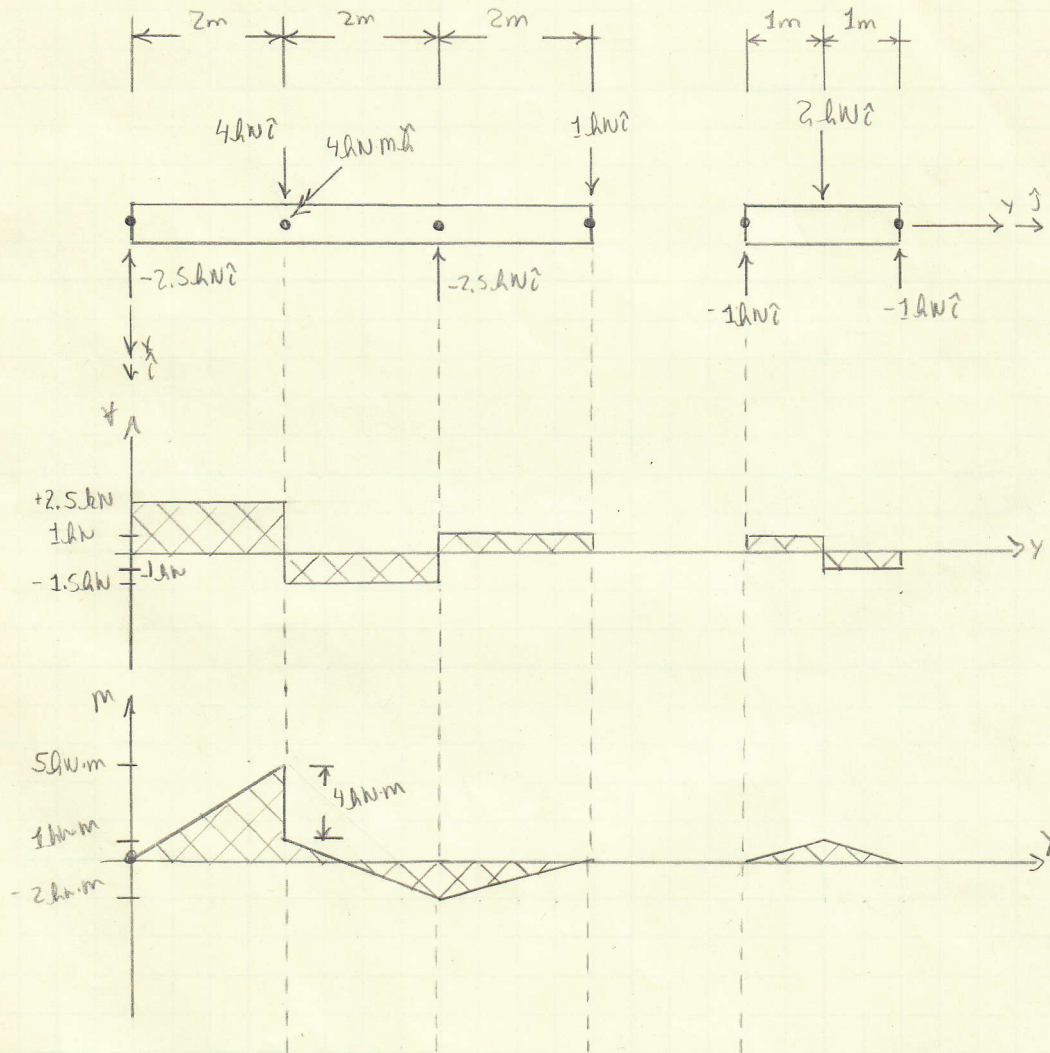 2m 2m 2m 1m 1m
4kNî 4kN·mk̂ 1kNî 2kNî
y ĵ
-2.5kNî -2.5kNî -1kNî -1kNî
x
î
V
+2.5kN
1kN
-1kN
-1.5kN
y
M
5kN·m
4kN·m
1kN·m
-2kN·m
y